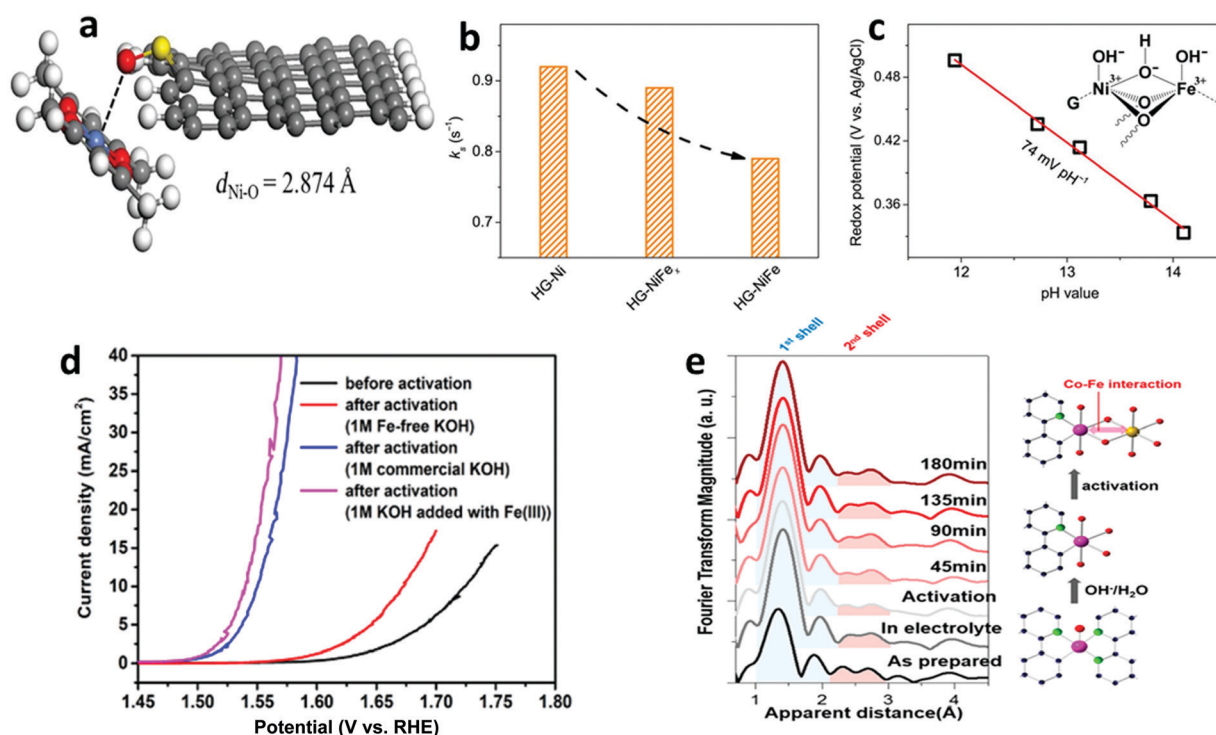 a
d_Ni-O = 2.874 Å
b
k_s (s⁻¹)
0.9
0.8
0.7
HG-Ni
HG-NiFeₓ
HG-NiFe
c
Redox potential (V vs. Ag/AgCl)
0.48
0.42
0.36
12
13
14
pH value
74 mV pH⁻¹
OH⁻ H OH⁻
3+ O⁻ 3+
G Ni Fe
O
O
d
Current density (mA/cm²)
40
35
30
25
20
15
10
5
0
1.45 1.50 1.55 1.60 1.65 1.70 1.75 1.80
Potential (V vs. RHE)
before activation
after activation
(1M Fe-free KOH)
after activation
(1M commercial KOH)
after activation
(1M KOH added with Fe(III))
e
1ˢᵗ shell
2ⁿᵈ shell
Fourier Transform Magnitude (a. u.)
180min
135min
90min
45min
Activation
In electrolyte
As prepared
1 2 3 4
Apparent distance(Å)
Co-Fe interaction
activation
OH⁻/H₂O